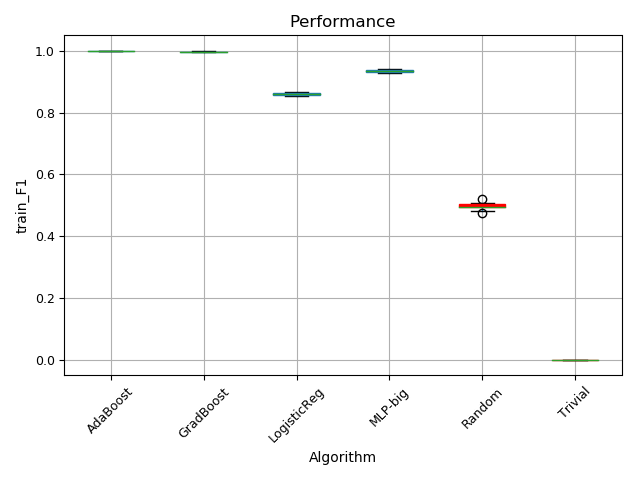 Performance
train_F1
1.0
0.8
0.6
0.4
0.2
0.0
AdaBoost
GradBoost
LogisticReg
MLP-big
Random
Trivial
Algorithm